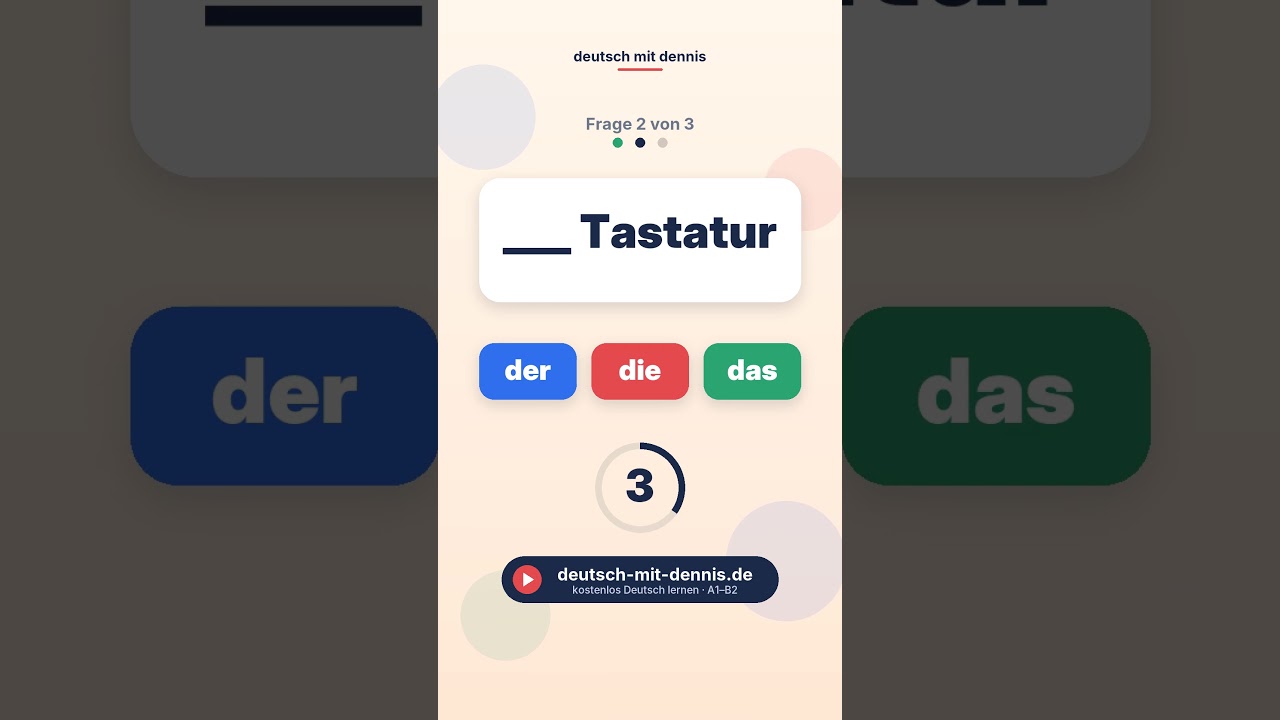 deutsch mit dennis
Frage 2 von 3
___ Tastatur
der die das
3
deutsch-mit-dennis.de
kostenlos Deutsch lernen · A1–B2
der
das